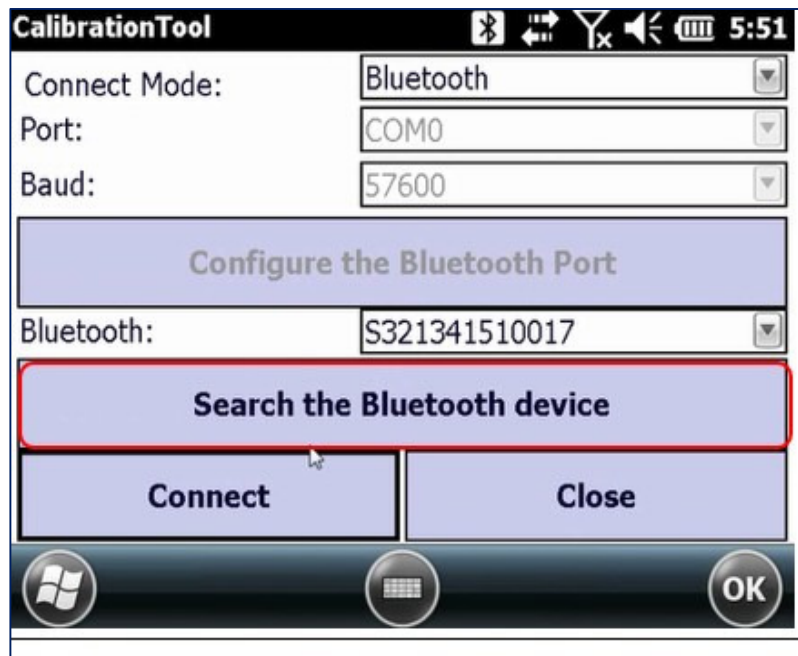 CalibrationTool 5:51
Connect Mode: Bluetooth
Port: COM0
Baud: 57600
Configure the Bluetooth Port
Bluetooth: S321341510017
Search the Bluetooth device
Connect Close
OK